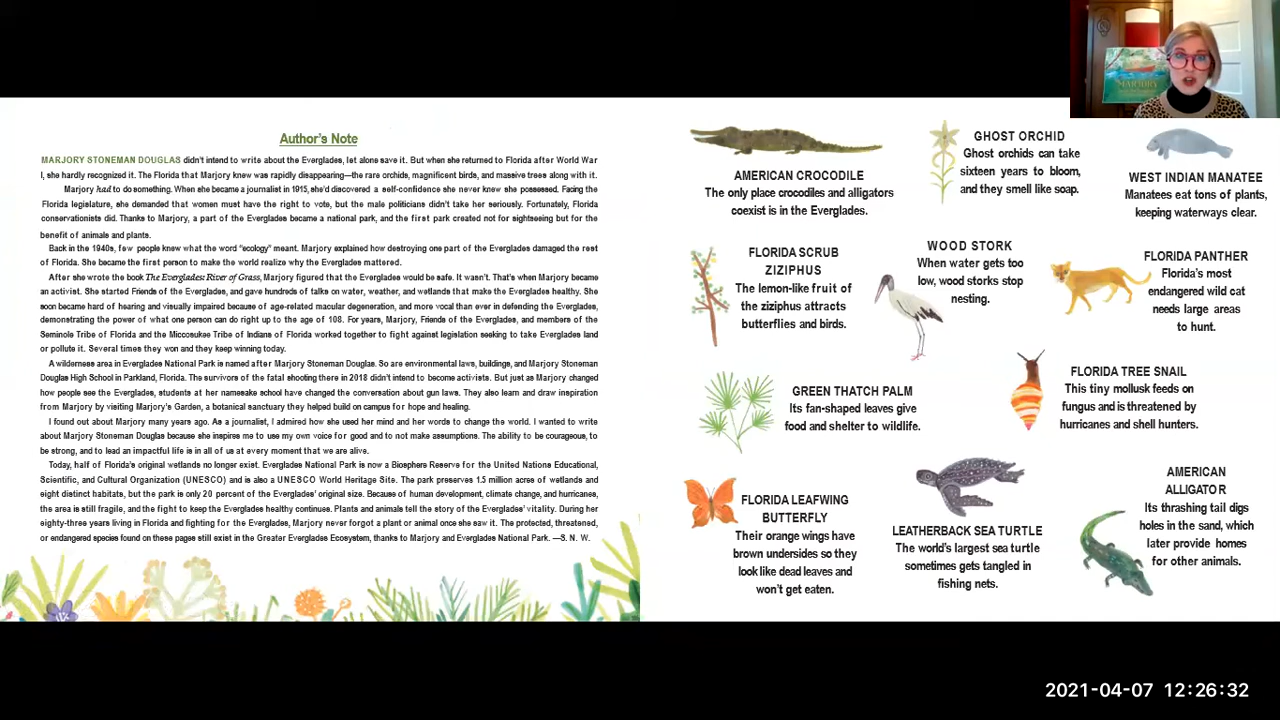 Author's Note
MARJORY STONEMAN DOUGLAS didn't intend to write about the Everglades, let alone save it. But when she returned to Florida after World War
I, she hardly recognized it. The Florida that Marjory knew was rapidly disappearing—the rare orchids, magnificent birds, and massive trees along with it.
Marjory had to do something. When she became a journalist in 1915, she'd discovered a self-confidence she never knew she possessed. Facing the
Florida legislature, she demanded that women must have the right to vote, but the male politicians didn't take her seriously. Fortunately, Florida
conservationists did. Thanks to Marjory, a part of the Everglades became a national park, and the first park created not for sightseeing but for the
benefit of animals and plants.
Back in the 1940s, few people knew what the word "ecology" meant. Marjory explained how destroying one part of the Everglades damaged the rest
of Florida. She became the first person to make the world realize why the Everglades mattered.
After she wrote the book The Everglades: River of Grass, Marjory figured that the Everglades would be safe. It wasn't. That's when Marjory became
an activist. She started Friends of the Everglades, and gave hundreds of talks on water, weather, and wetlands that make the Everglades healthy. She
soon became hard of hearing and visually impaired because of age-related macular degeneration, and more vocal than ever in defending the Everglades,
demonstrating the power of what one person can do right up to the age of 108. For years, Marjory, Friends of the Everglades, and members of the
Seminole Tribe of Florida and the Miccosukee Tribe of Indians of Florida worked together to fight against legislation seeking to take Everglades land
or pollute it. Several times they won and they keep winning today.
A wilderness area in Everglades National Park is named after Marjory Stoneman Douglas. So are environmental laws, buildings, and Marjory Stoneman
Douglas High School in Parkland, Florida. The survivors of the fatal shooting there in 2018 didn't intend to become activists. But just as Marjory changed
how people see the Everglades, students at her namesake school have changed the conversation about gun laws. They also learn and draw inspiration
from Marjory by visiting Marjory's Garden, a botanical sanctuary they helped build on campus for hope and healing.
I found out about Marjory many years ago. As a journalist, I admired how she used her mind and her words to change the world. I wanted to write
about Marjory Stoneman Douglas because she inspires me to use my own voice for good and to not make assumptions. The ability to be courageous, to
be strong, and to lead an impactful life is in all of us at every moment that we are alive.
Today, half of Florida's original wetlands no longer exist. Everglades National Park is now a Biosphere Reserve for the United Nations Educational,
Scientific, and Cultural Organization (UNESCO) and is also a UNESCO World Heritage Site. The park preserves 1.5 million acres of wetlands and
eight distinct habitats, but the park is only 20 percent of the Everglades' original size. Because of human development, climate change, and hurricanes,
the area is still fragile, and the fight to keep the Everglades healthy continues. Plants and animals tell the story of the Everglades' vitality. During her
eighty-three years living in Florida and fighting for the Everglades, Marjory never forgot a plant or animal once she saw it. The protected, threatened,
or endangered species found on these pages still exist in the Greater Everglades Ecosystem, thanks to Marjory and Everglades National Park. —S. N. W.
AMERICAN CROCODILE
The only place crocodiles and alligators
coexist is in the Everglades.
GHOST ORCHID
Ghost orchids can take
sixteen years to bloom,
and they smell like soap.
WEST INDIAN MANATEE
Manatees eat tons of plants,
keeping waterways clear.
FLORIDA SCRUB
ZIZIPHUS
The lemon-like fruit of
the ziziphus attracts
butterflies and birds.
WOOD STORK
When water gets too
low, wood storks stop
nesting.
FLORIDA PANTHER
Florida's most
endangered wild cat
needs large areas
to hunt.
GREEN THATCH PALM
Its fan-shaped leaves give
food and shelter to wildlife.
FLORIDA TREE SNAIL
This tiny mollusk feeds on
fungus and is threatened by
hurricanes and shell hunters.
FLORIDA LEAFWING
BUTTERFLY
Their orange wings have
brown undersides so they
look like dead leaves and
won't get eaten.
LEATHERBACK SEA TURTLE
The world's largest sea turtle
sometimes gets tangled in
fishing nets.
AMERICAN
ALLIGATOR
Its thrashing tail digs
holes in the sand, which
later provide homes
for other animals.
MARJORY
2021-04-07 12:26:32